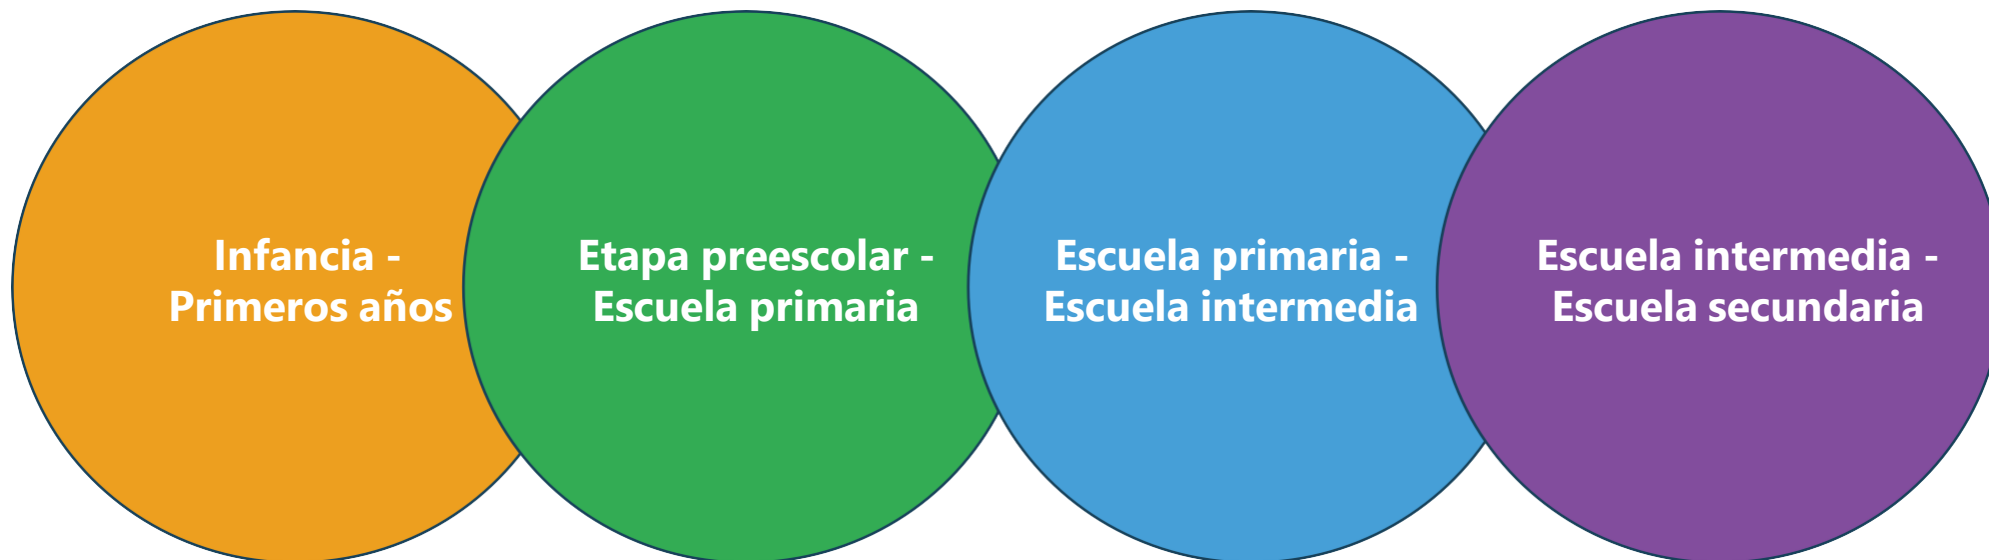 Infancia -
Primeros años
Etapa preescolar -
Escuela primaria
Escuela primaria -
Escuela intermedia
Escuela intermedia -
Escuela secundaria